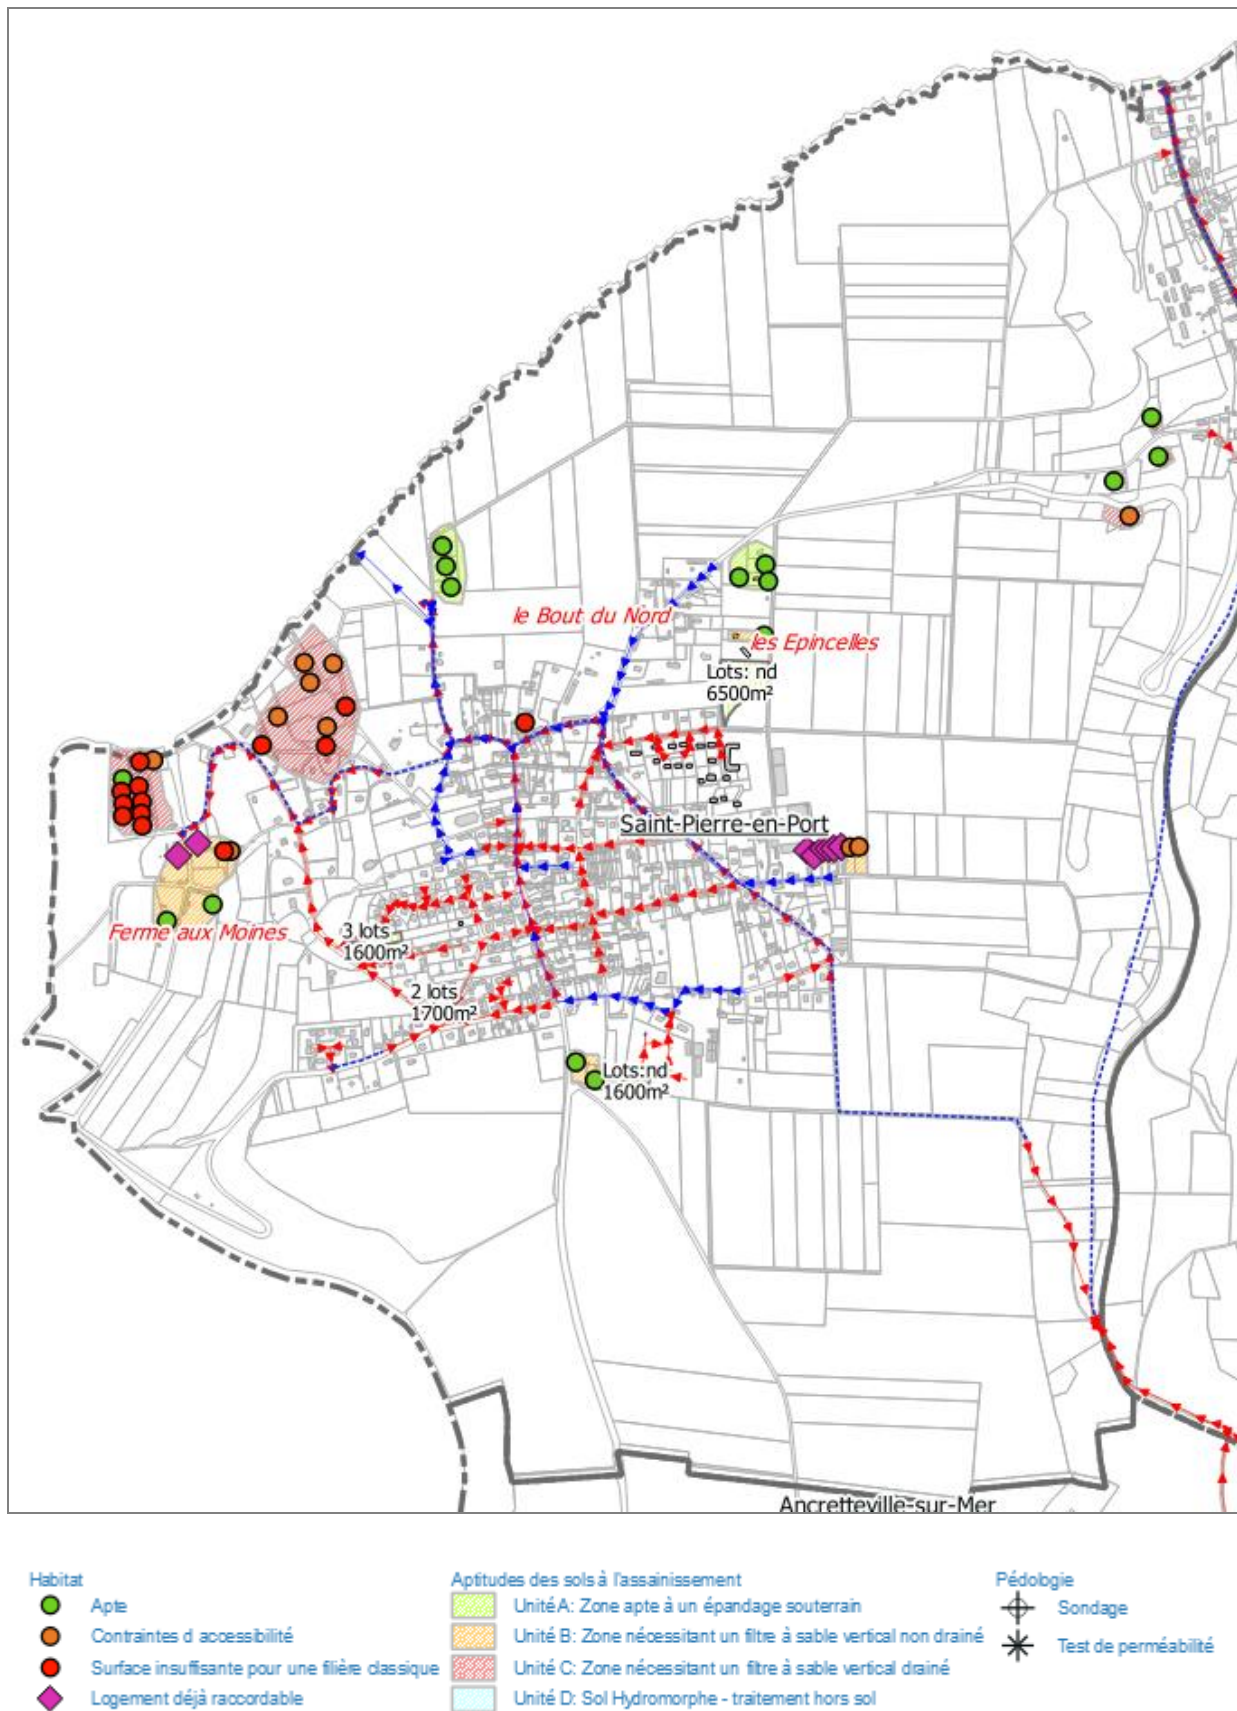 le Bout du Nord
les Epincelles
Lots: nd
6500m²
Saint-Pierre-en-Port
Ferme aux Moines
3 lots
1600m²
2 lots
1700m²
Lots:nd
1600m²
Ancretteville-sur-Mer
Habitat
Apte
Contraintes d accessibilité
Surface insuffisante pour une filière classique
Logement déjà raccordable
Aptitudes des sols à l'assainissement
Unité A: Zone apte à un épandage souterrain
Unité B: Zone nécessitant un filtre à sable vertical non drainé
Unité C: Zone nécessitant un filtre à sable vertical drainé
Unité D: Sol Hydromorphe - traitement hors sol
Pédologie
Sondage
Test de perméabilité